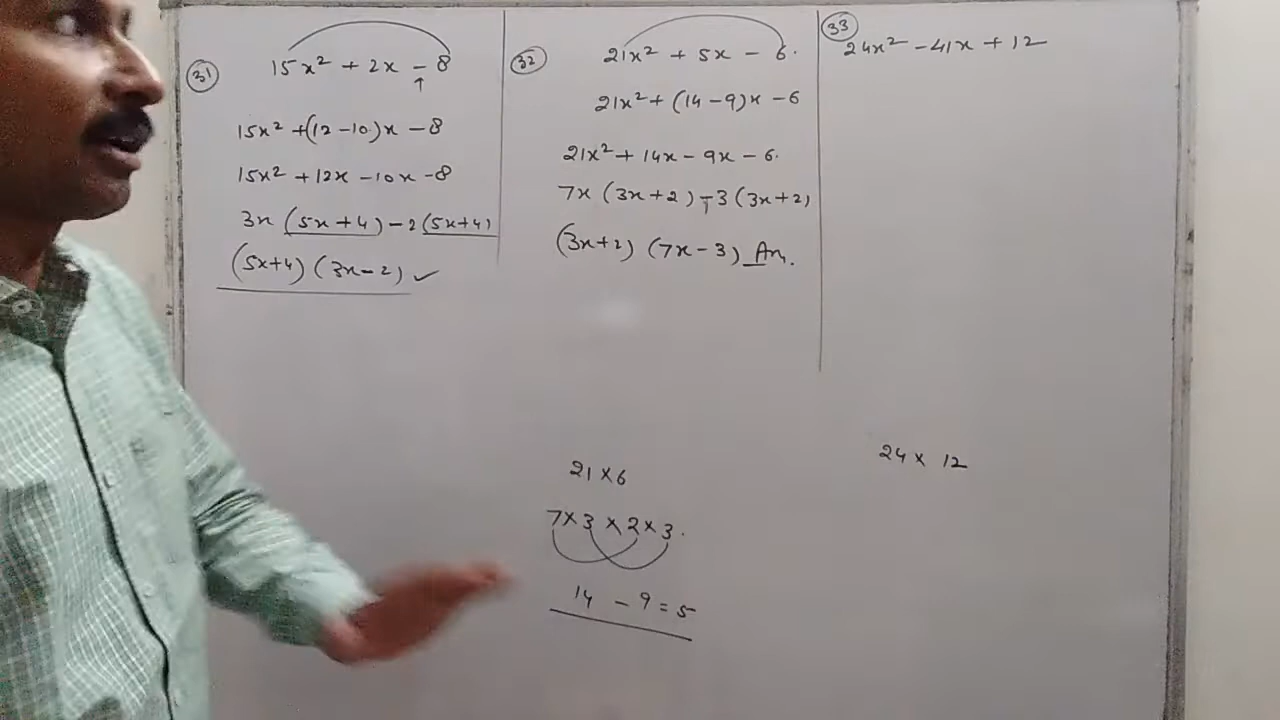 31
15x² + 2x - 8
↑
15x² + (12 - 10)x - 8
15x² + 12x - 10x - 8
3x (5x + 4) - 2 (5x + 4)
(5x + 4) (3x - 2) ✓
32
21x² + 5x - 6.
21x² + (14 - 9)x - 6
21x² + 14x - 9x - 6.
7x (3x + 2) - 3 (3x + 2)
(3x + 2) (7x - 3) An.
21 × 6
7 × 3 × 2 × 3.
14 - 9 = 5
33
24x² - 41x + 12
24 × 12